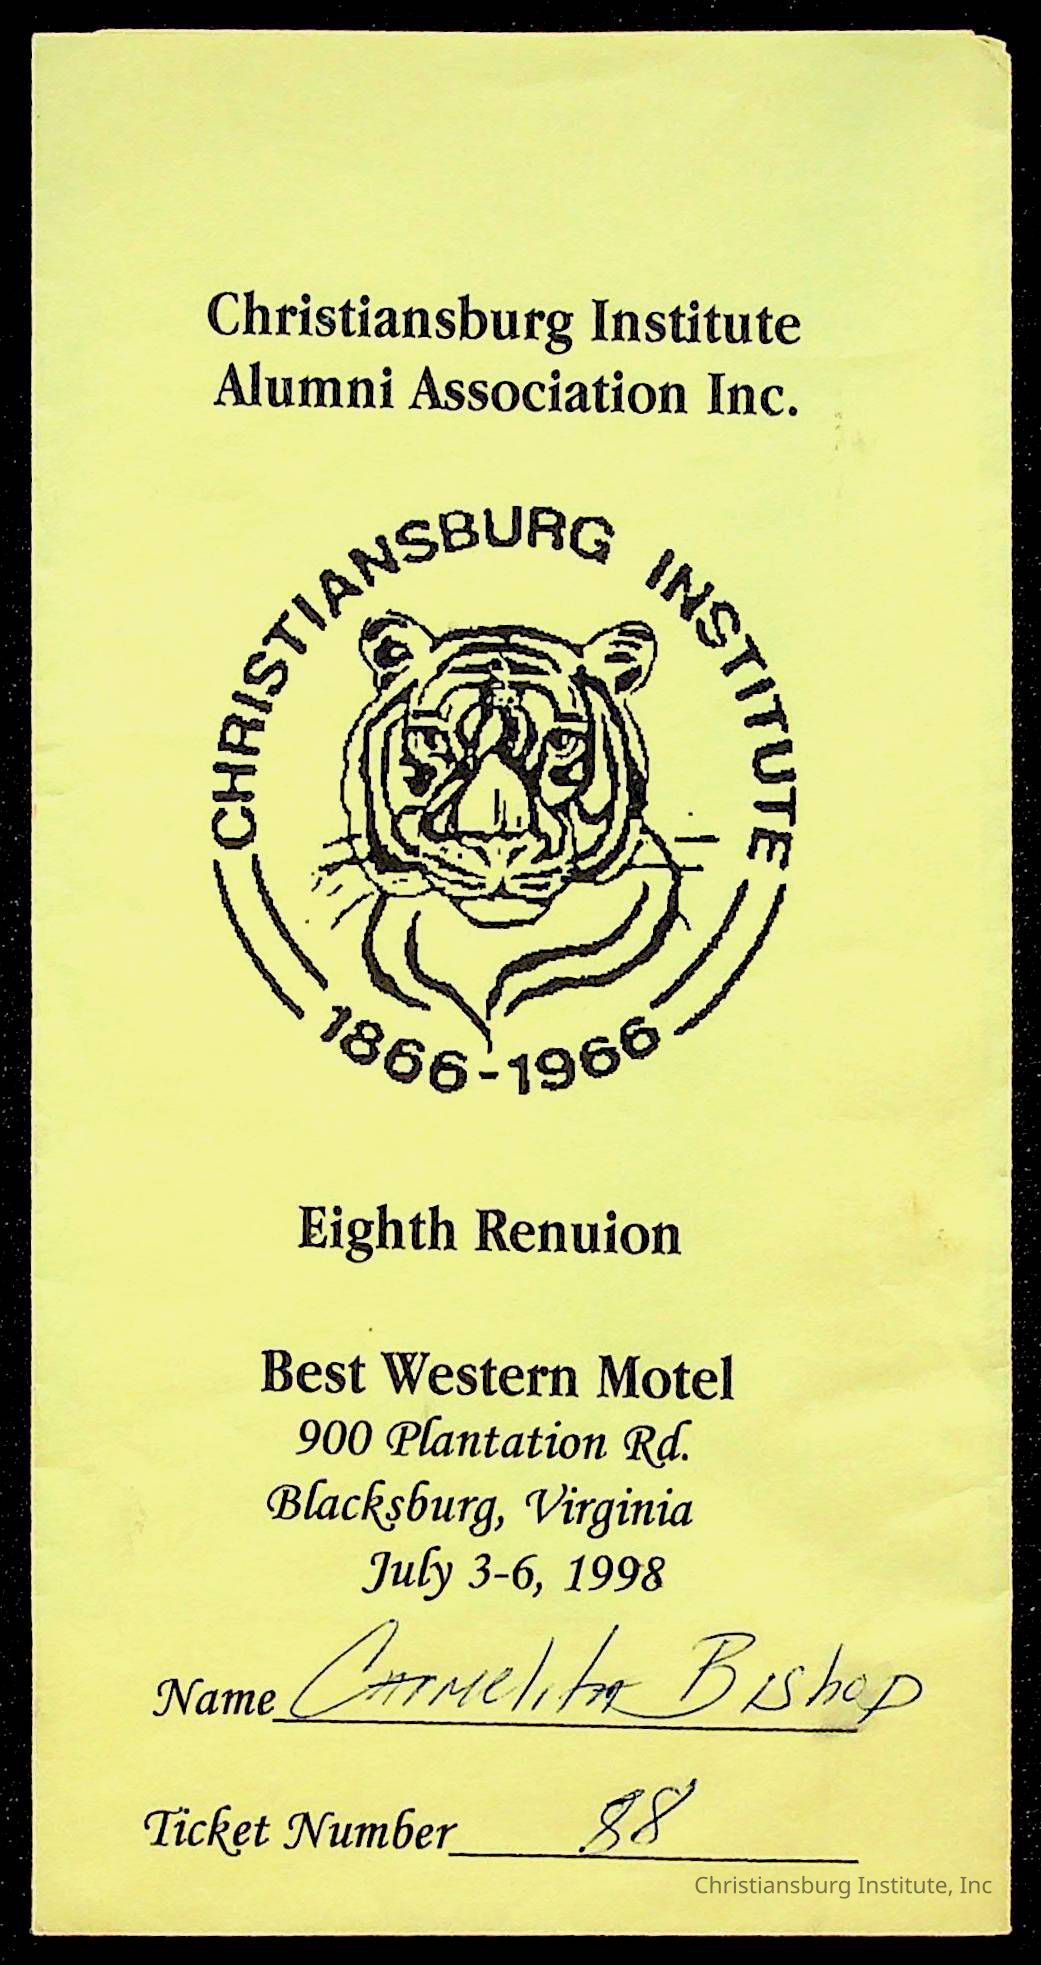 Christiansburg Institute
Alumni Association Inc.
CHRISTIANSBURG INSTITUTE
1866-1966
Eighth Renuion
Best Western Motel
900 Plantation Rd.
Blacksburg, Virginia
July 3-6, 1998
Name Carmelita Bishop
Ticket Number 88
Christiansburg Institute, Inc